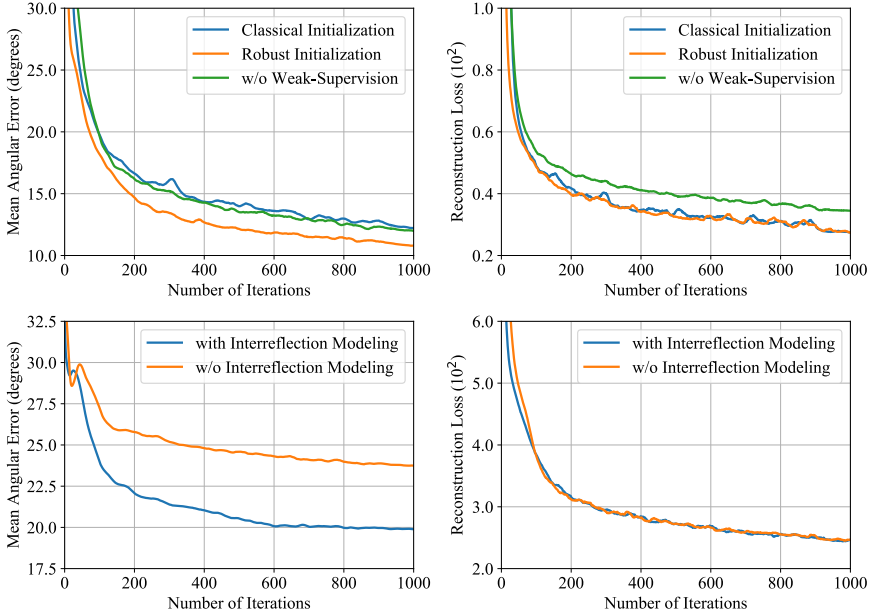 30.0
25.0
20.0
15.0
10.0
Mean Angular Error (degrees)
Classical Initialization
Robust Initialization
w/o Weak-Supervision
0 200 400 600 800 1000
Number of Iterations
1.0
0.8
0.6
0.4
0.2
Reconstruction Loss (10²)
Classical Initialization
Robust Initialization
w/o Weak-Supervision
0 200 400 600 800 1000
Number of Iterations
32.5
30.0
27.5
25.0
22.5
20.0
17.5
Mean Angular Error (degrees)
with Interreflection Modeling
w/o Interreflection Modeling
0 200 400 600 800 1000
Number of Iterations
6.0
5.0
4.0
3.0
2.0
Reconstruction Loss (10²)
with Interreflection Modeling
w/o Interreflection Modeling
0 200 400 600 800 1000
Number of Iterations